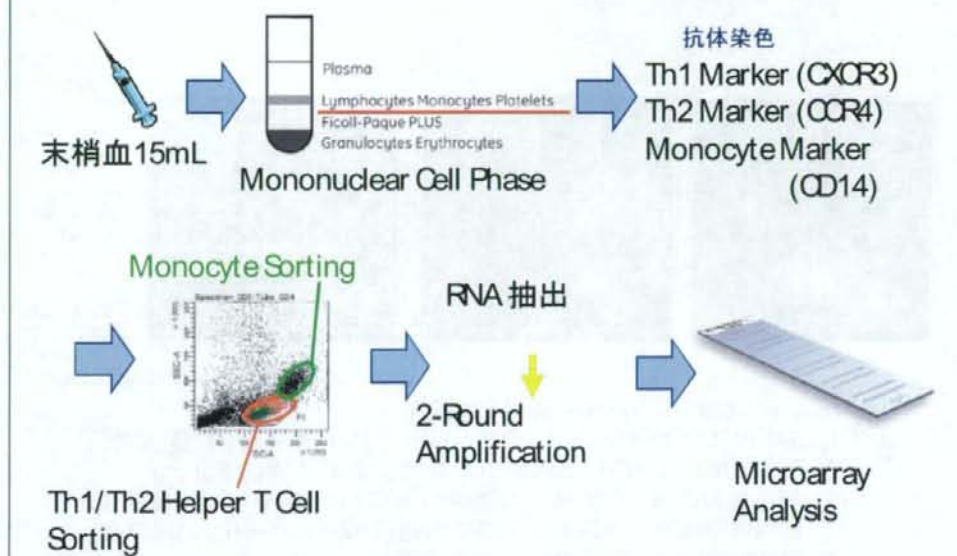 末梢血15mL
Plasma
Lymphocytes Monocytes Platelets
Ficoll-Paque PLUS
Granulocytes Erythrocytes
Mononuclear Cell Phase
抗体染色
Th1 Marker (CXCR3)
Th2 Marker (CCR4)
Monocyte Marker
(CD14)
Monocyte Sorting
Th1/Th2 Helper T Cell
Sorting
RNA 抽出
2-Round
Amplification
Microarray
Analysis